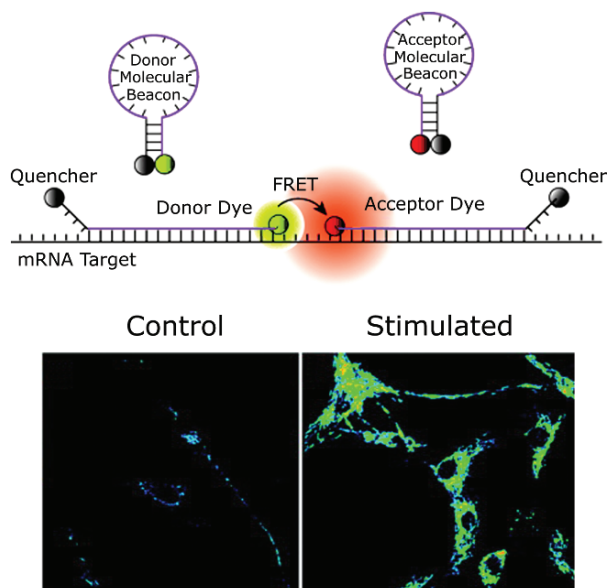 Donor
Molecular
Beacon
Acceptor
Molecular
Beacon
Quencher
FRET
Quencher
Donor Dye
Acceptor Dye
mRNA Target
Control
Stimulated